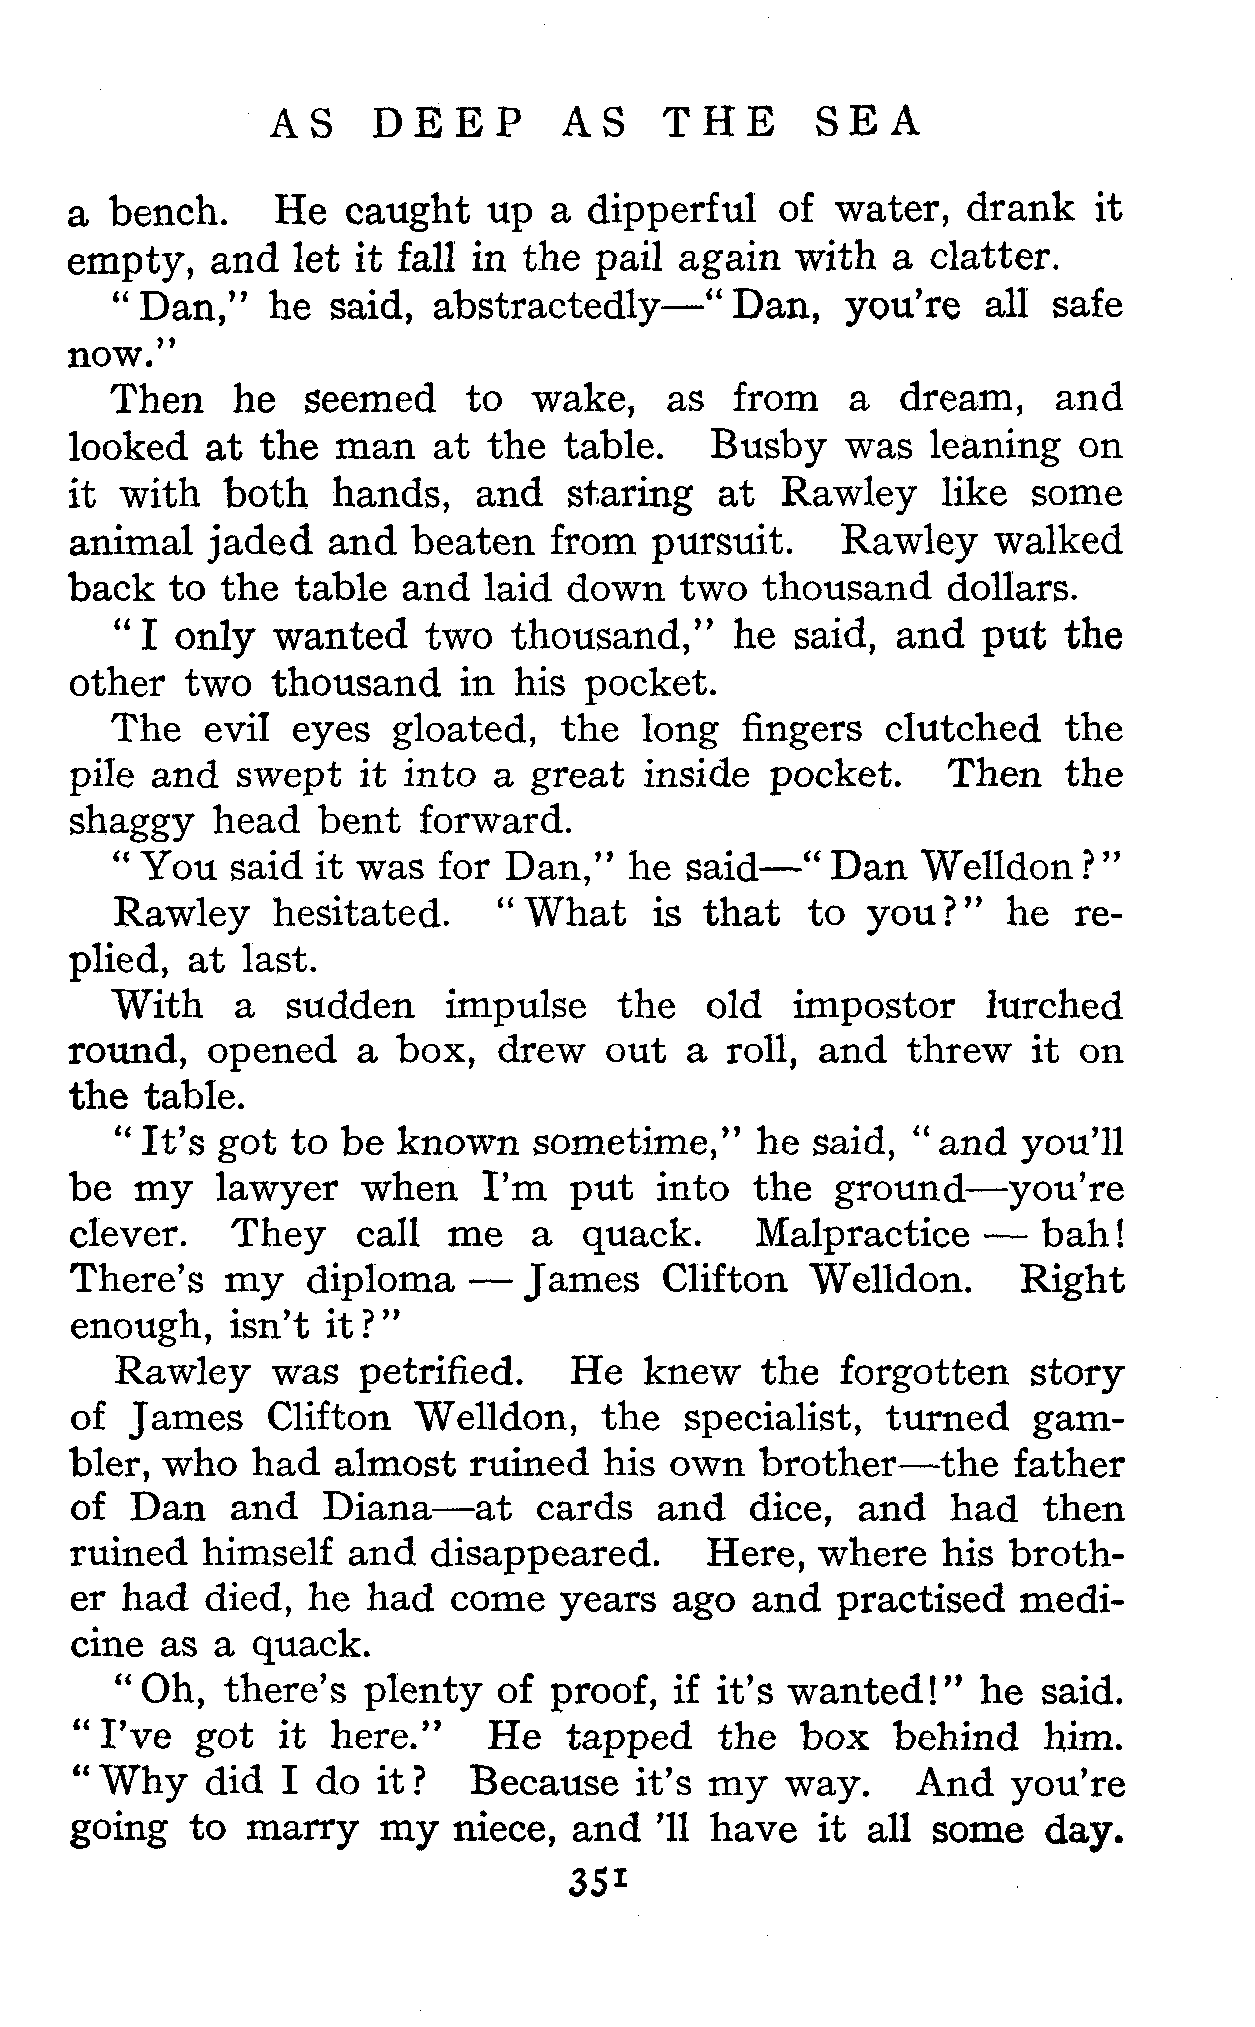 AS DEEP AS THE SEA
a bench. He caught up a dipperful of water, drank it
empty, and let it fall in the pail again with a clatter.
“Dan,” he said, abstractedly—“Dan, you're all safe
now.”
Then he seemed to wake, as from a dream, and
looked at the man at the table. Busby was leaning on
it with both hands, and staring at Rawley like some
animal jaded and beaten from pursuit. Rawley walked
back to the table and laid down two thousand dollars.
“I only wanted two thousand,” he said, and put the
other two thousand in his pocket.
The evil eyes gloated, the long fingers clutched the
pile and swept it into a great inside pocket. Then the
shaggy head bent forward.
“You said it was for Dan,” he said—“Dan Welldon?”
Rawley hesitated. “What is that to you?” he re-
plied, at last.
With a sudden impulse the old impostor lurched
round, opened a box, drew out a roll, and threw it on
the table.
“It's got to be known sometime,” he said, “and you'll
be my lawyer when I'm put into the ground—you're
clever. They call me a quack. Malpractice — bah!
There's my diploma — James Clifton Welldon. Right
enough, isn't it?”
Rawley was petrified. He knew the forgotten story
of James Clifton Welldon, the specialist, turned gam-
bler, who had almost ruined his own brother—the father
of Dan and Diana—at cards and dice, and had then
ruined himself and disappeared. Here, where his broth-
er had died, he had come years ago and practised medi-
cine as a quack.
“Oh, there's plenty of proof, if it's wanted!” he said.
“I've got it here.” He tapped the box behind him.
“Why did I do it? Because it's my way. And you're
going to marry my niece, and 'll have it all some day.
351